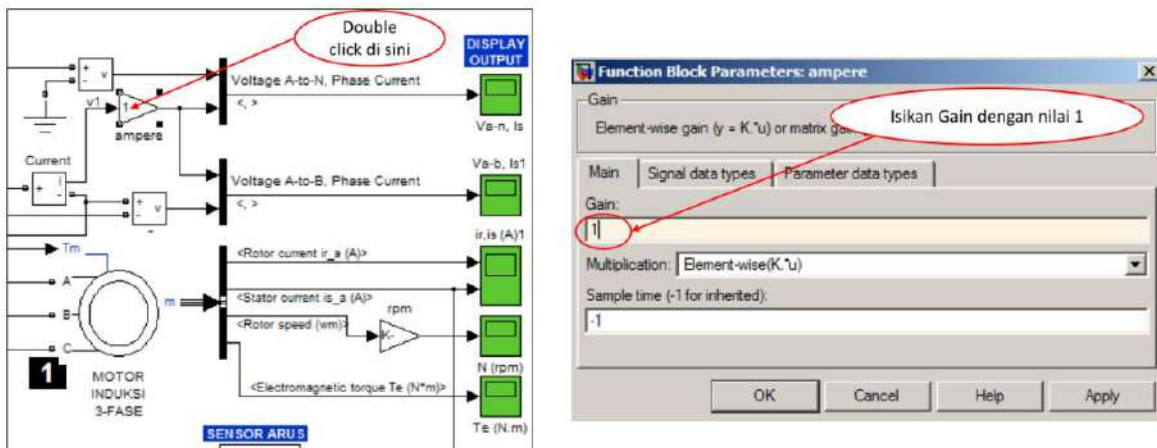 Double
click di sini
DISPLAY
OUTPUT
+
-
v
v1
1
ampere
Voltage A-to-N, Phase Current
<, >
Va-n, Is
Current
+
-
i
+
-
v
-
Voltage A-to-B, Phase Current
<, >
Va-b, Is1
ir,is (A)1
Tm
A
B
C
m
<Rotor current ir_a (A)>
<Stator current is_a (A)>
<Rotor speed (wm)>
rpm
K-
N (rpm)
<Electromagnetic torque Te (N*m)>
Te (N.m)
1
MOTOR
INDUKSI
3-FASE
SENSOR ARUS
Function Block Parameters: ampere
Gain
Element-wise gain (y = K.*u) or matrix
Isikan Gain dengan nilai 1
Main
Signal data types
Parameter data types
Gain:
1
Multiplication: Element-wise(K.*u)
Sample time (-1 for inherited):
-1
OK
Cancel
Help
Apply